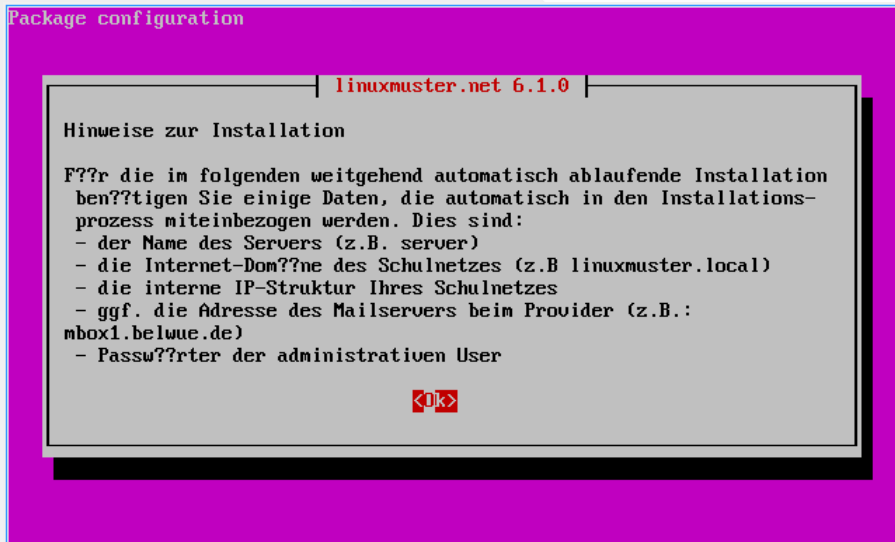 Package configuration
linuxmuster.net 6.1.0
Hinweise zur Installation
F??r die im folgenden weitgehend automatisch ablaufende Installation
ben??tigen Sie einige Daten, die automatisch in den Installations-
prozess miteinbezogen werden. Dies sind:
- der Name des Servers (z.B. server)
- die Internet-Dom??ne des Schulnetzes (z.B linuxmuster.local)
- die interne IP-Struktur Ihres Schulnetzes
- ggf. die Adresse des Mailservers beim Provider (z.B.:
mbox1.belwue.de)
- Passw??rter der administrativen User
<Ok>